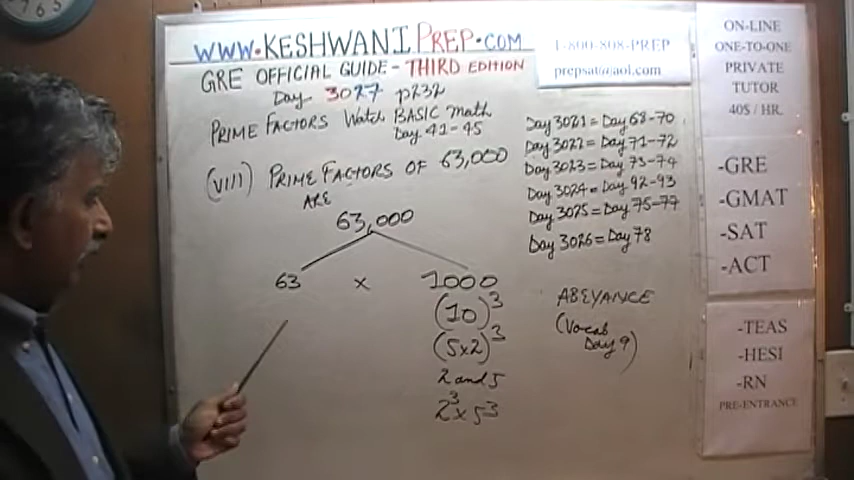 WWW.KESHWANIPREP.COM
GRE OFFICIAL GUIDE - THIRD EDITION
Day 3027 p232
PRIME FACTORS Watch BASIC Math
Day 41-45
(VIII) PRIME FACTORS OF 63,000
ARE
63,000
63 x 1000
(10)3
(5x2)3
2 and 5
23 x 53
1-800-808-PREP
prepsat@aol.com
Day 3021 = Day 68-70
Day 3022 = Day 71-72
Day 3023 = Day 73-74
Day 3024 = Day 92-93
Day 3025 = Day 75-77
Day 3026 = Day 78
ABEYANCE
(Vocab
Day 9)
ON-LINE
ONE-TO-ONE
PRIVATE
TUTOR
40$ / HR.
-GRE
-GMAT
-SAT
-ACT
-TEAS
-HESI
-RN
PRE-ENTRANCE